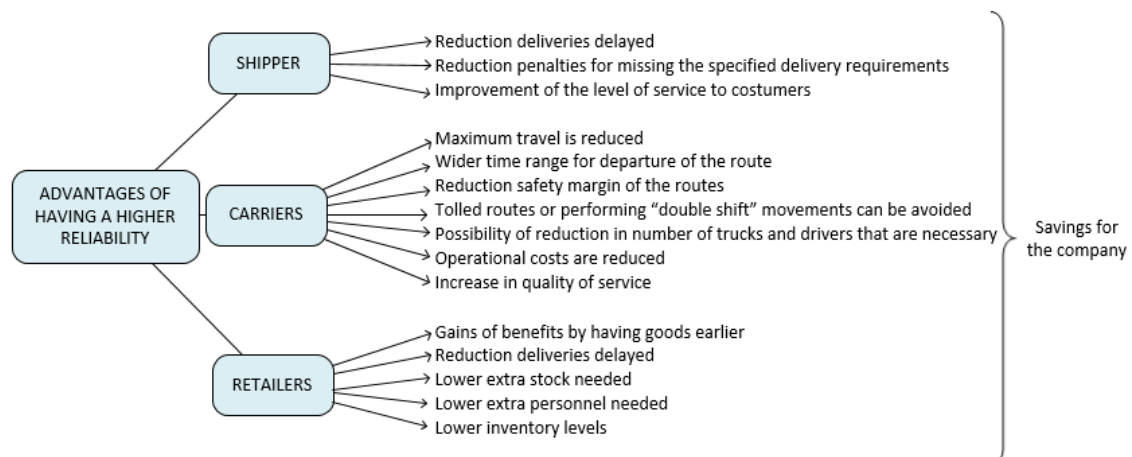 SHIPPER
Reduction deliveries delayed
Reduction penalties for missing the specified delivery requirements
Improvement of the level of service to costumers
ADVANTAGES OF
HAVING A HIGHER
RELIABILITY
CARRIERS
Maximum travel is reduced
Wider time range for departure of the route
Reduction safety margin of the routes
Tolled routes or performing “double shift” movements can be avoided
Possibility of reduction in number of trucks and drivers that are necessary
Operational costs are reduced
Increase in quality of service
RETAILERS
Gains of benefits by having goods earlier
Reduction deliveries delayed
Lower extra stock needed
Lower extra personnel needed
Lower inventory levels
Savings for
the company